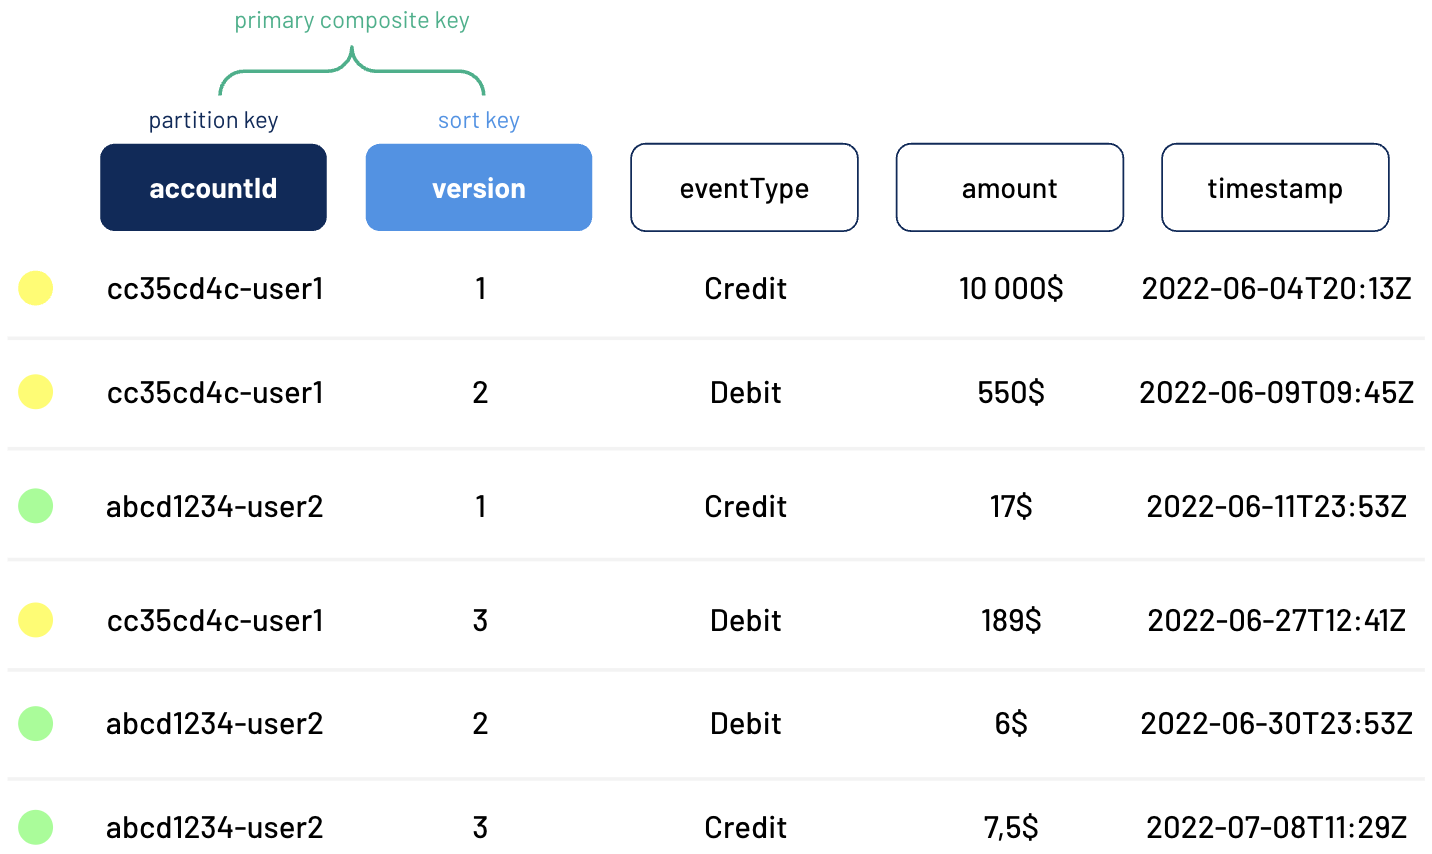 primary composite key
partition key sort key
accountId version eventType amount timestamp
cc35cd4c-user1 1 Credit 10 000$ 2022-06-04T20:13Z
cc35cd4c-user1 2 Debit 550$ 2022-06-09T09:45Z
abcd1234-user2 1 Credit 17$ 2022-06-11T23:53Z
cc35cd4c-user1 3 Debit 189$ 2022-06-27T12:41Z
abcd1234-user2 2 Debit 6$ 2022-06-30T23:53Z
abcd1234-user2 3 Credit 7,5$ 2022-07-08T11:29Z